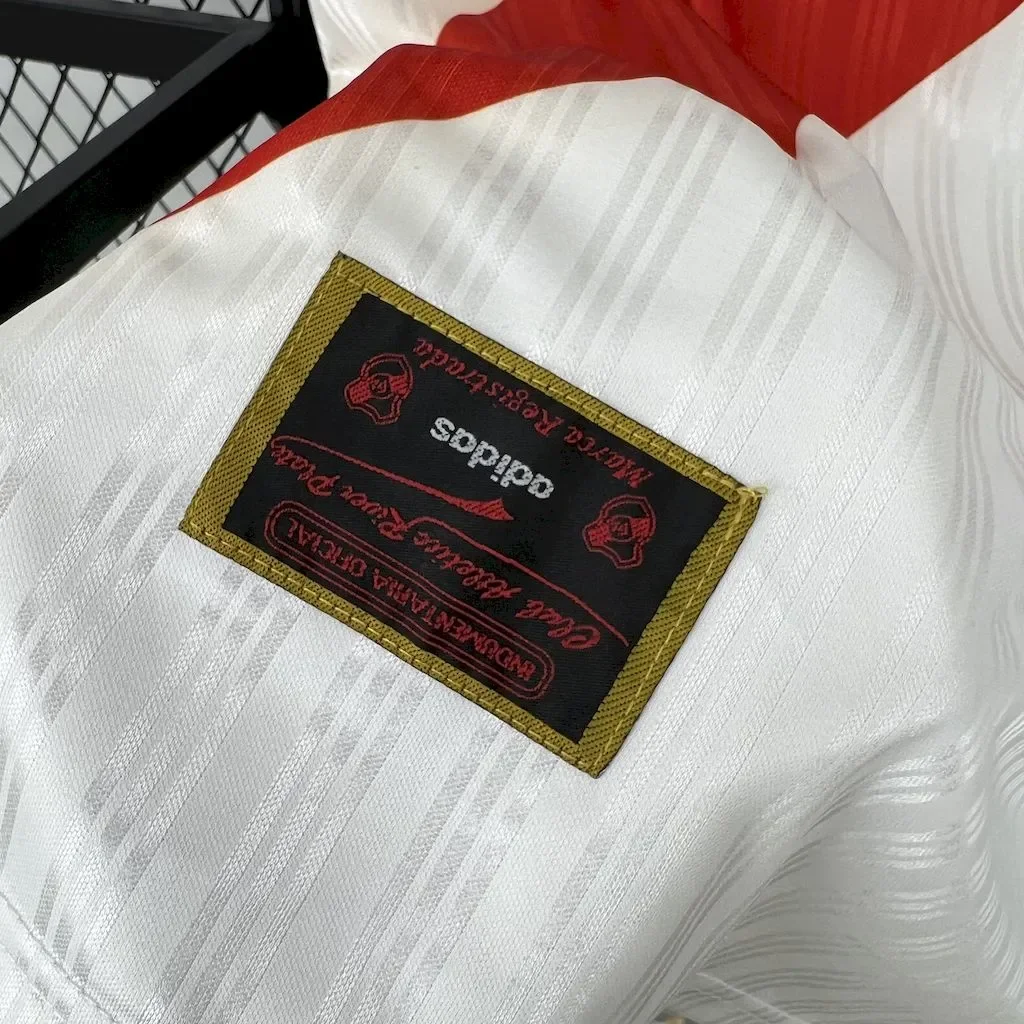 Marca Registrada
adidas
Club Atletico River Plate
INDUMENTARIA OFICIAL